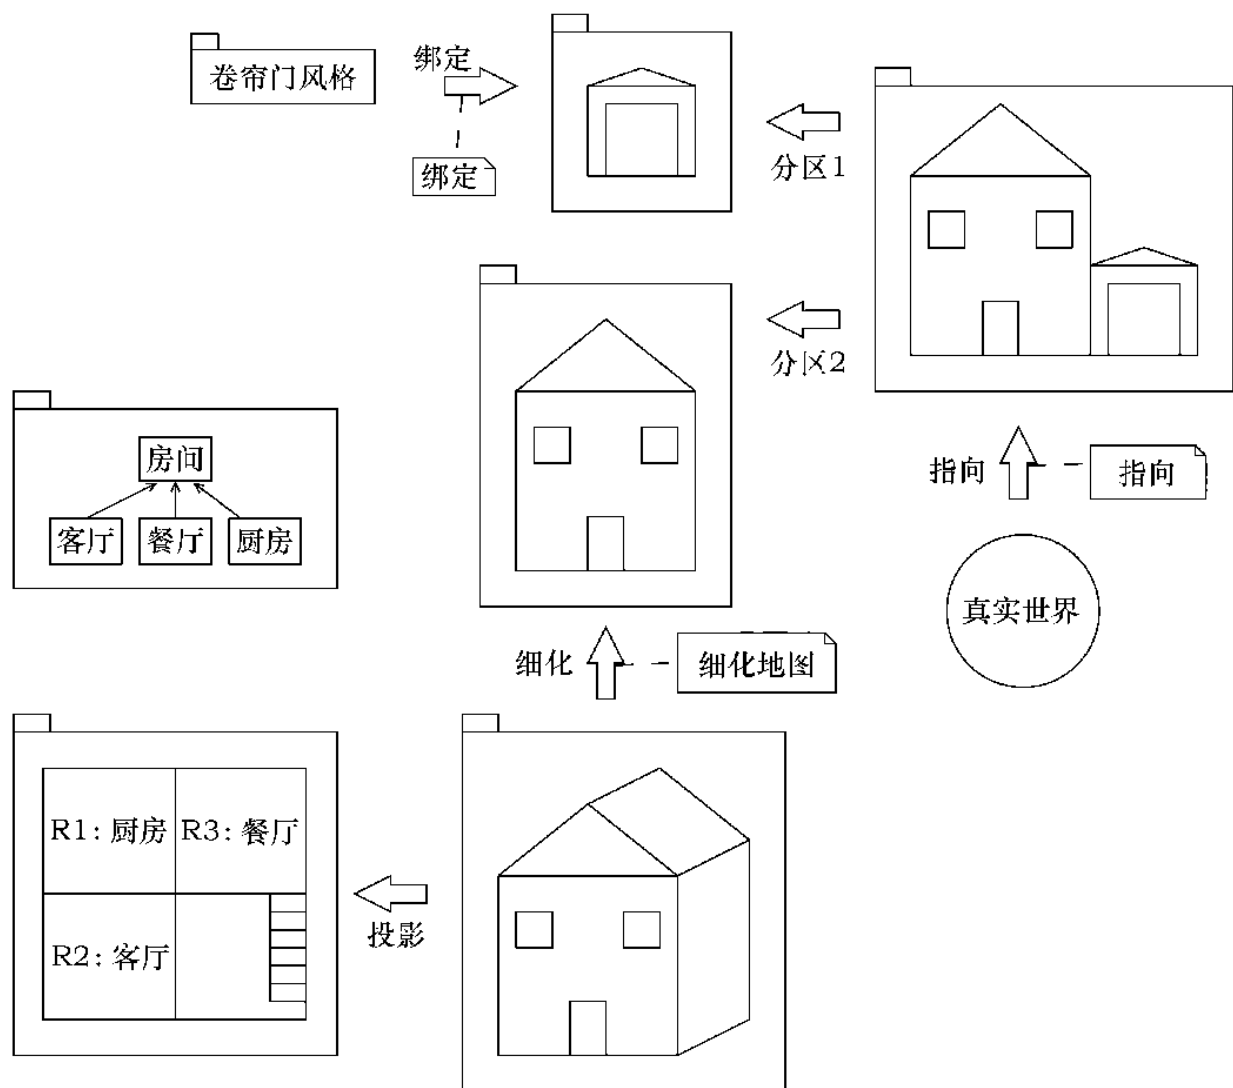 卷帘门风格
绑定
绑定
分区1
分区2
指向
指向
真实世界
房间
客厅
餐厅
厨房
细化
细化地图
R1: 厨房
R3: 餐厅
R2: 客厅
投影